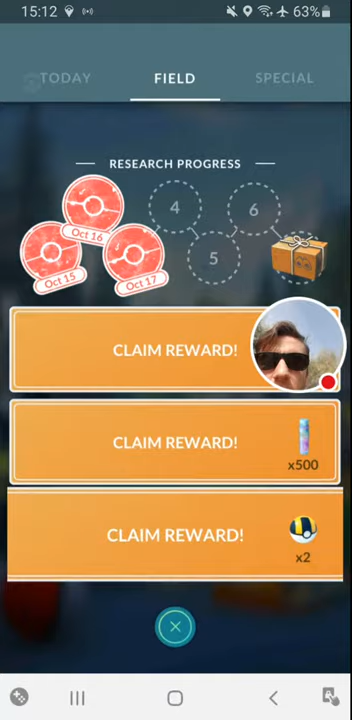 15:12
63%
TODAY
FIELD
SPECIAL
RESEARCH PROGRESS
Oct 15
Oct 16
Oct 17
4
5
6
CLAIM REWARD!
CLAIM REWARD!
x500
CLAIM REWARD!
x2